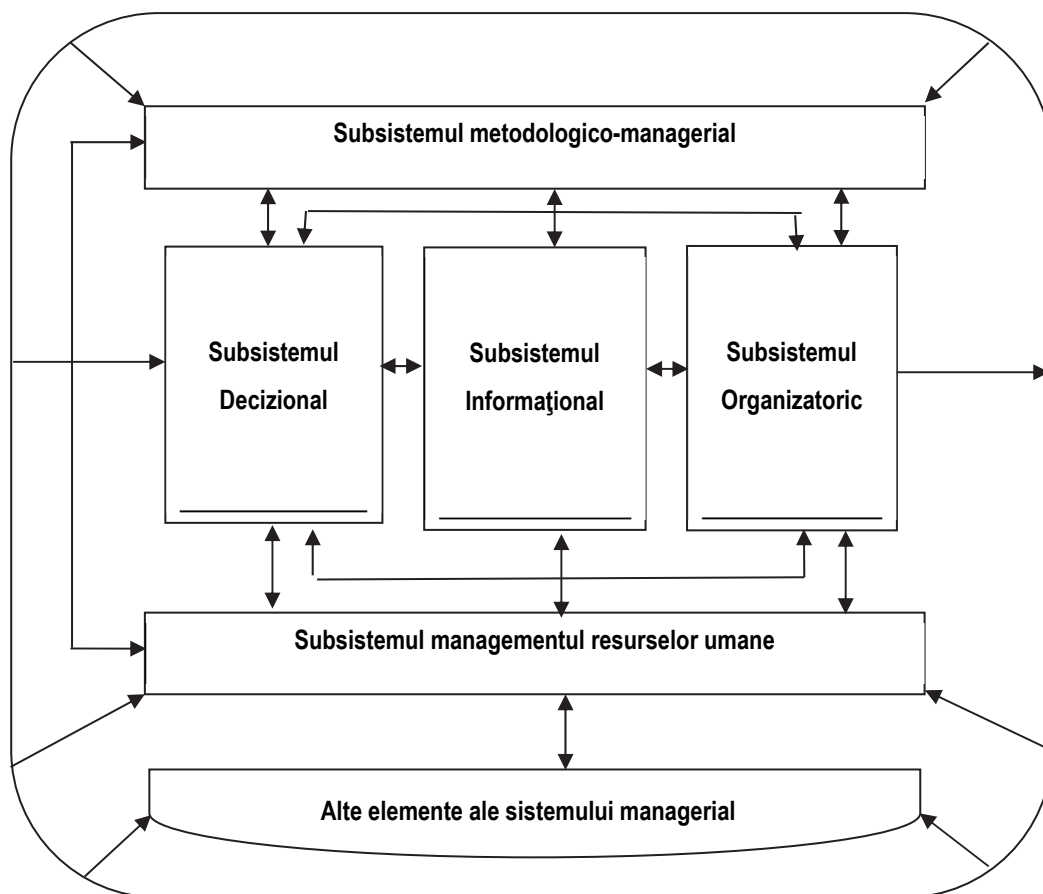 Subsistemul metodologico-managerial
Subsistemul
Decizional
Subsistemul
Informaţional
Subsistemul
Organizatoric
Subsistemul managementul resurselor umane
Alte elemente ale sistemului managerial